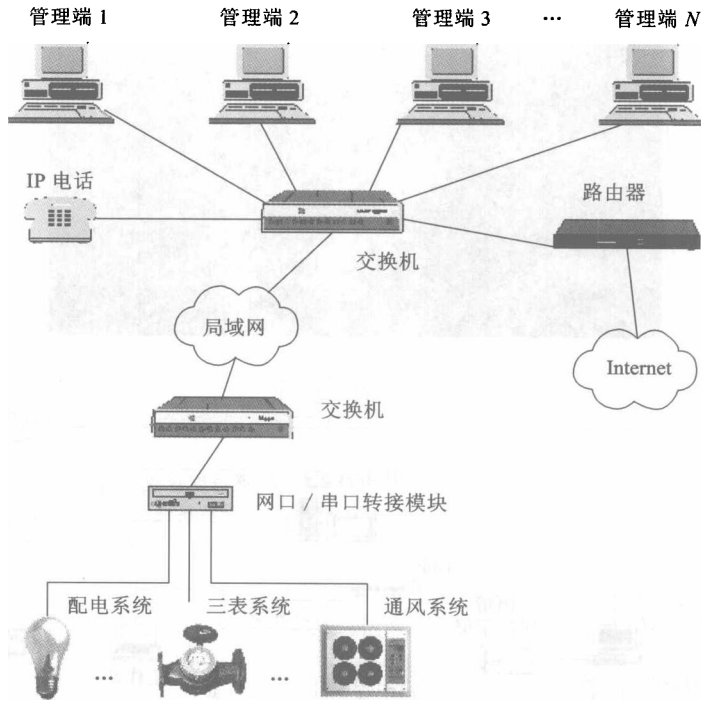 管理端 1 管理端 2 管理端 3 … 管理端 N
IP 电话
路由器
交换机
局域网
Internet
交换机
网口 / 串口转接模块
配电系统 三表系统 通风系统
… …